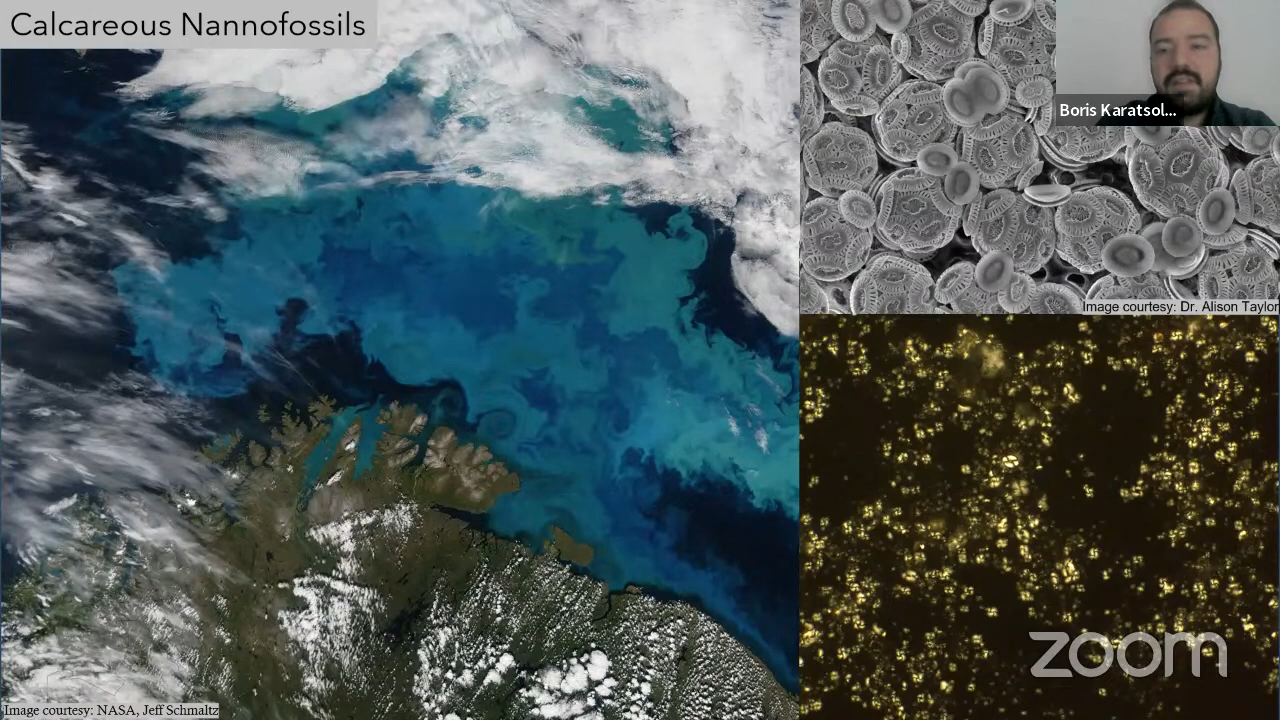 Calcareous Nannofossils
Boris Karatsol...
Image courtesy: Dr. Alison Taylor
zoom
Image courtesy: NASA, Jeff Schmaltz